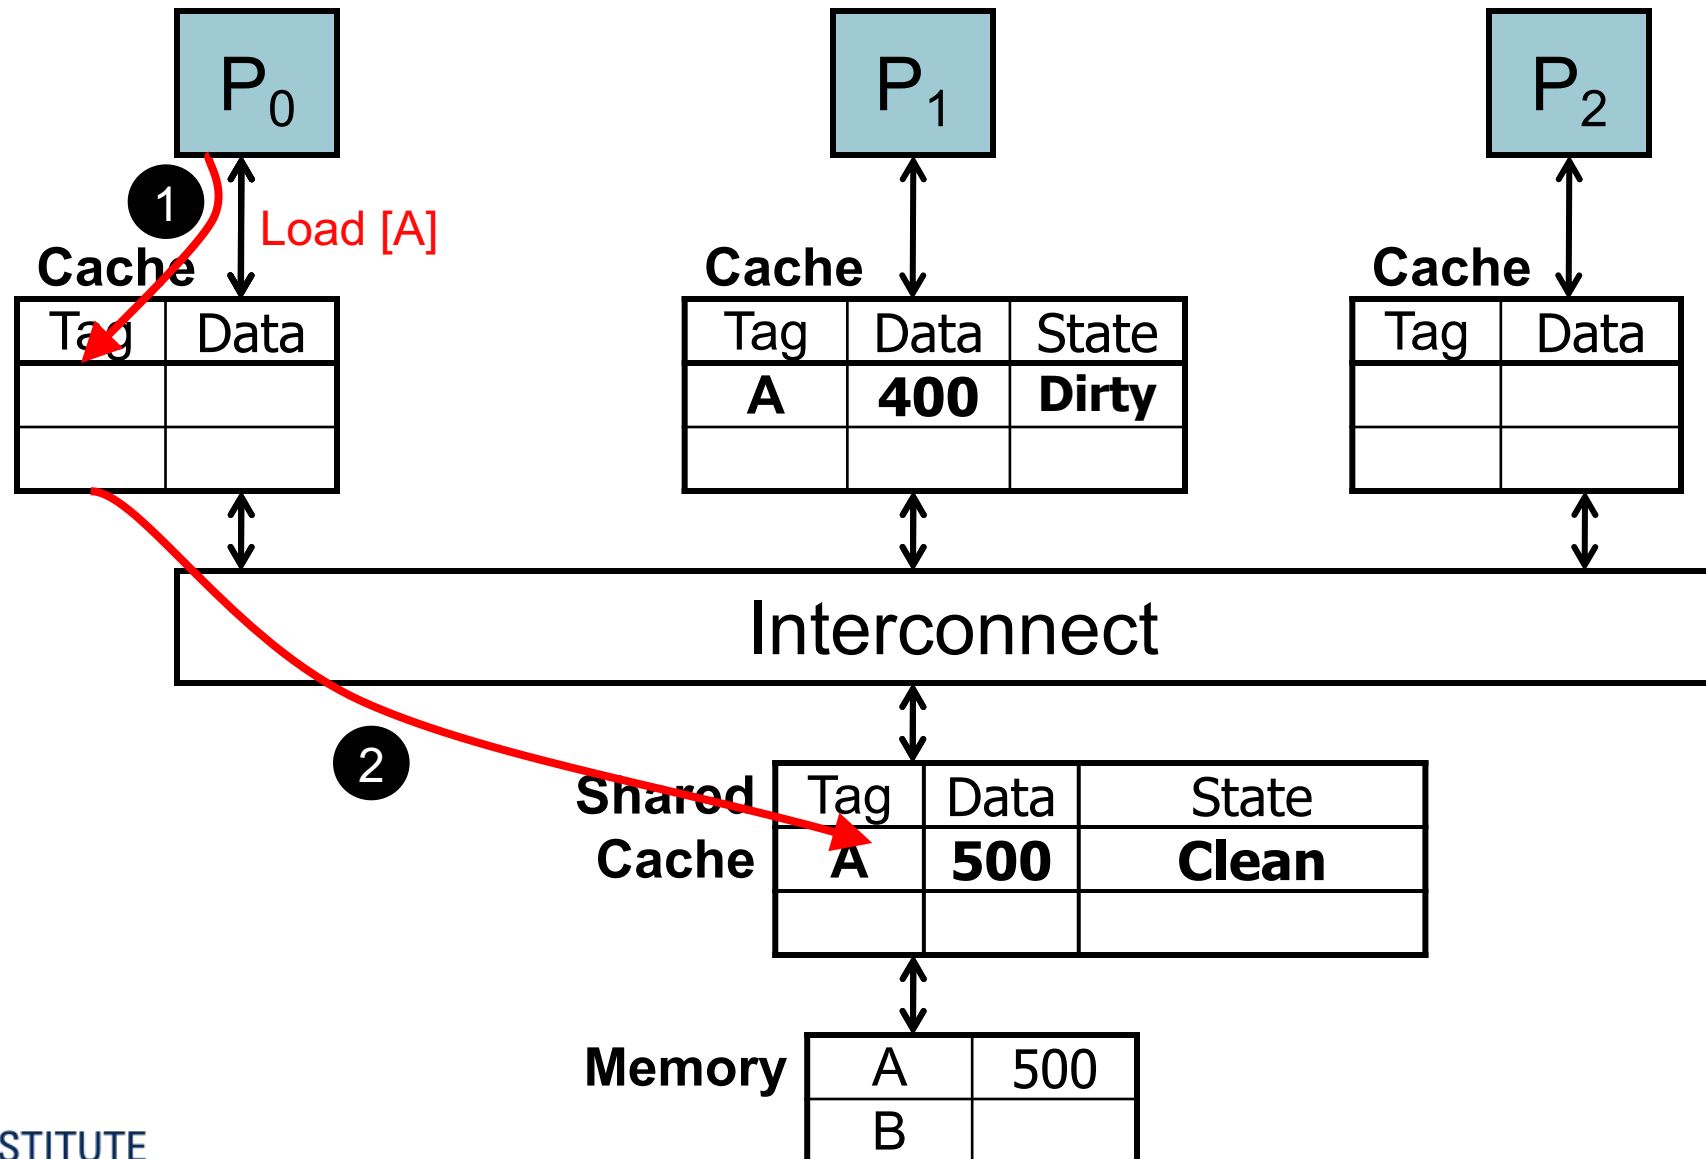 P0
P1
P2
1
Load [A]
Cache
Cache
Cache
Tag Data
Tag Data State
Tag Data
A 400 Dirty
Interconnect
2
Shared Cache
Tag Data State
A 500 Clean
Memory
A 500
B
STITUTE